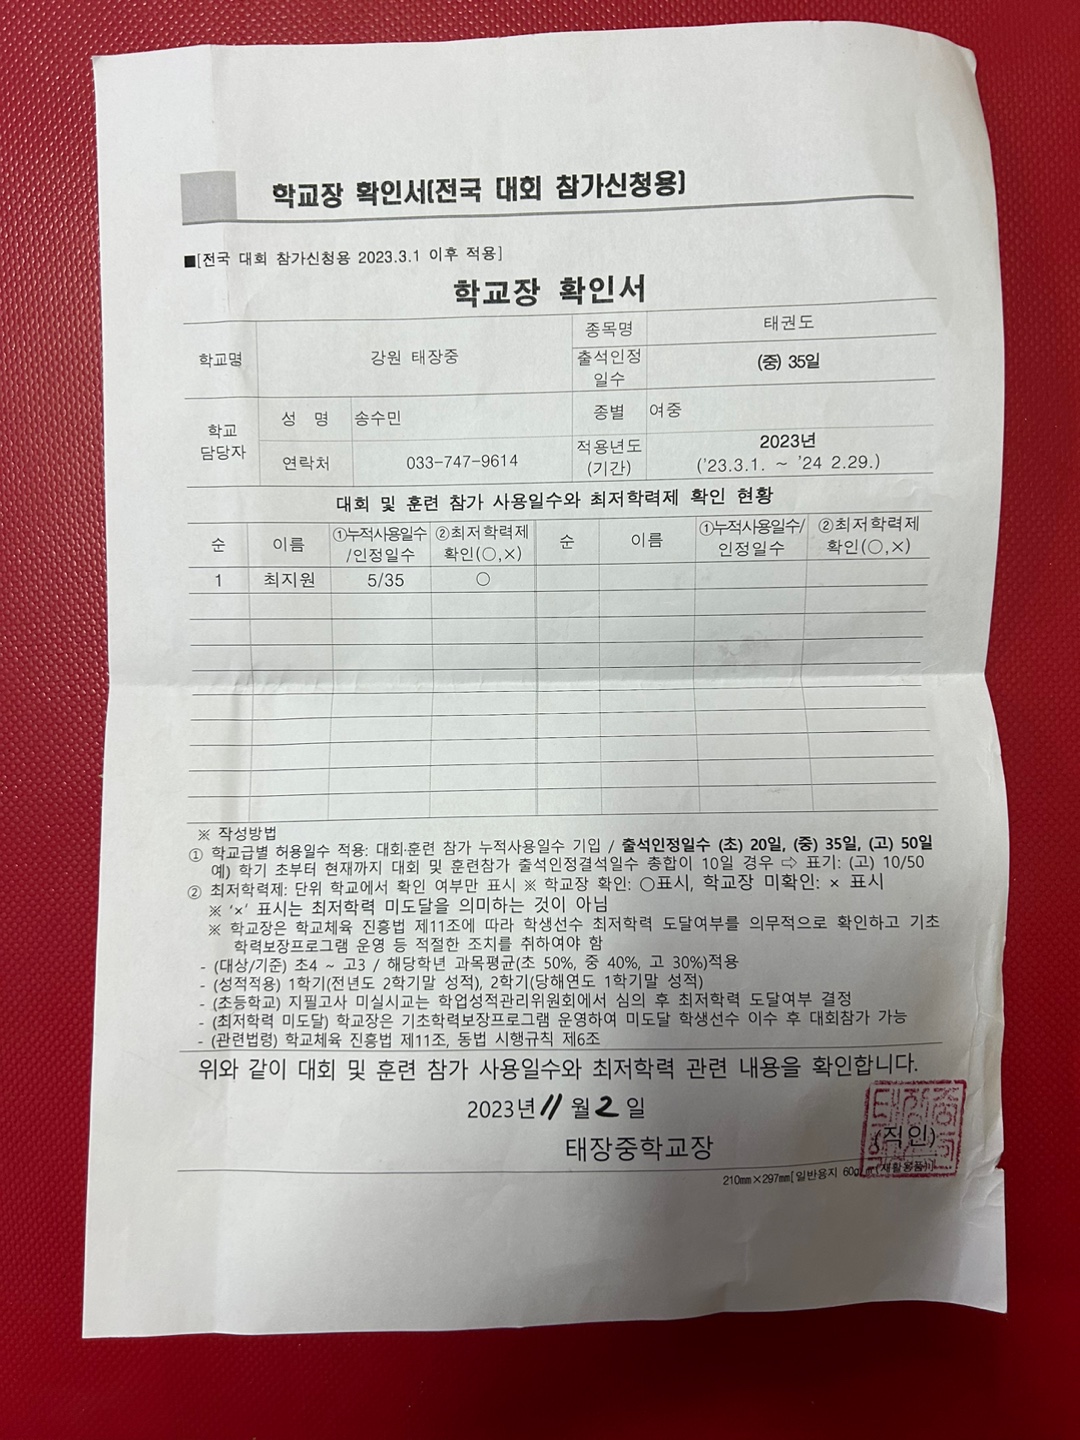 학교장 확인서(전국 대회 참가신청용)
■[전국 대회 참가신청용 2023.3.1 이후 적용]
학교장 확인서
학교명 강원 태장중 종목명 태권도
출석인정 일수 (중) 35일
학교 담당자 성 명 송수민 종별 여중
연락처 033-747-9614 적용년도 (기간) 2023년 ('23.3.1. ~ '24 2.29.)
대회 및 훈련 참가 사용일수와 최저학력제 확인 현황
순 이름 ①누적사용일수/인정일수 ②최저학력제 확인(○,×) 순 이름 ①누적사용일수/인정일수 ②최저학력제 확인(○,×)
1 최지원 5/35 ○
※ 작성방법
① 학교급별 허용일수 적용: 대회·훈련 참가 누적사용일수 기입 / 출석인정일수 (초) 20일, (중) 35일, (고) 50일
예) 학기 초부터 현재까지 대회 및 훈련참가 출석인정결석일수 총합이 10일 경우 ⇨ 표기: (고) 10/50
② 최저학력제: 단위 학교에서 확인 여부만 표시 ※ 학교장 확인: ○표시, 학교장 미확인: × 표시
※ '×' 표시는 최저학력 미도달을 의미하는 것이 아님
※ 학교장은 학교체육 진흥법 제11조에 따라 학생선수 최저학력 도달여부를 의무적으로 확인하고 기초
학력보장프로그램 운영 등 적절한 조치를 취하여야 함
- (대상/기준) 초4 ~ 고3 / 해당학년 과목평균(초 50%, 중 40%, 고 30%)적용
- (성적적용) 1학기(전년도 2학기말 성적), 2학기(당해연도 1학기말 성적)
- (초등학교) 지필고사 미실시교는 학업성적관리위원회에서 심의 후 최저학력 도달여부 결정
- (최저학력 미도달) 학교장은 기초학력보장프로그램 운영하여 미도달 학생선수 이수 후 대회참가 가능
- (관련법령) 학교체육 진흥법 제11조, 동법 시행규칙 제6조
위와 같이 대회 및 훈련 참가 사용일수와 최저학력 관련 내용을 확인합니다.
2023년 11 월 2 일
태장중학교장 (직인)
210㎜×297㎜[일반용지 60g (재활용품)]